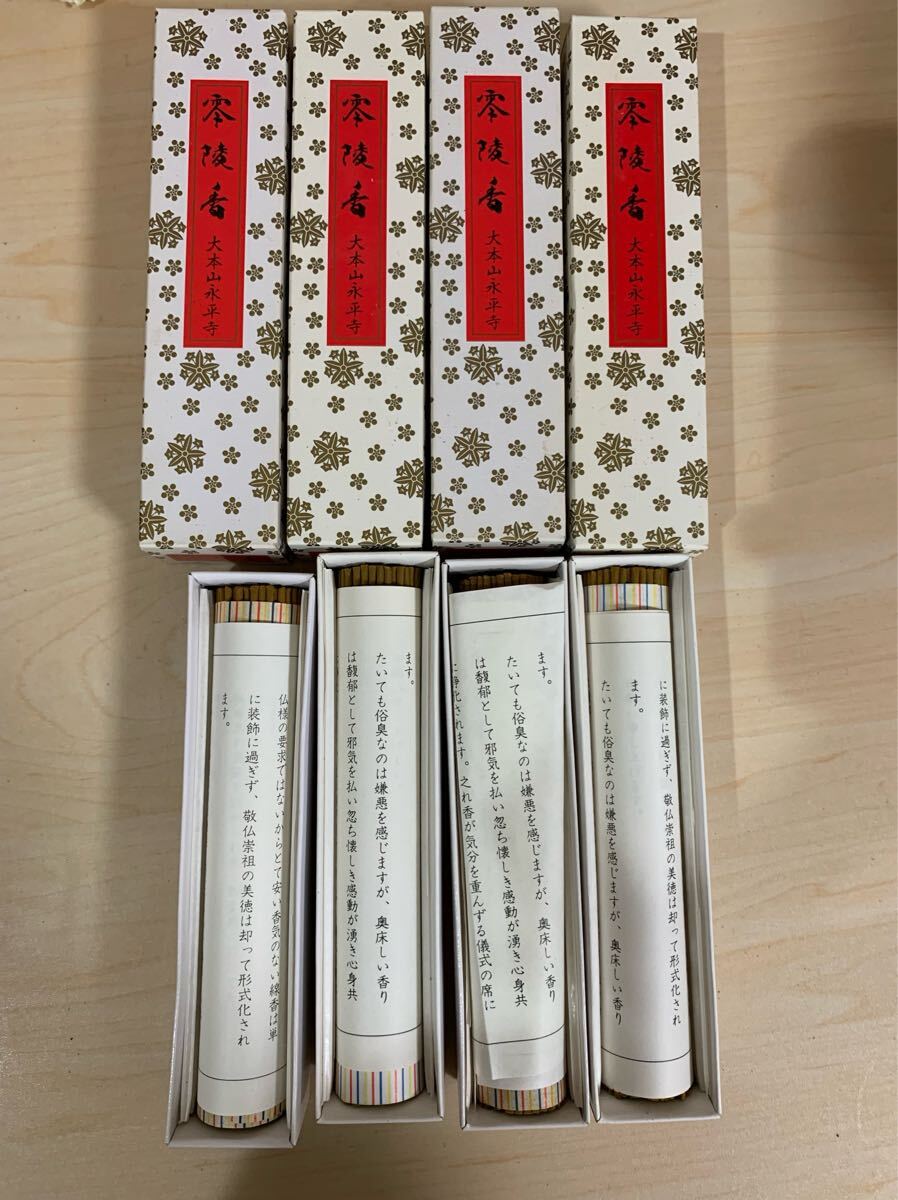 零陵香
大本山永平寺
零陵香
大本山永平寺
零陵香
大本山永平寺
零陵香
大本山永平寺
仏様の要求ではないからとて安い香気のない線香は単
に装飾に過ぎず、敬仏崇祖の美徳は却って形式化され
ます。
ます。
たいても俗臭なのは嫌悪を感じますが、奥床しい香り
は馥郁として邪気を払い忽ち懐しき感動が湧き心身共
ます。
たいても俗臭なのは嫌悪を感じますが、奥床しい香り
は馥郁として邪気を払い忽ち懐しき感動が湧き心身共
に浄化されます。之れ香が気分を重んずる儀式の席に
に装飾に過ぎず、敬仏崇祖の美徳は却って形式化され
ます。
たいても俗臭なのは嫌悪を感じますが、奥床しい香り